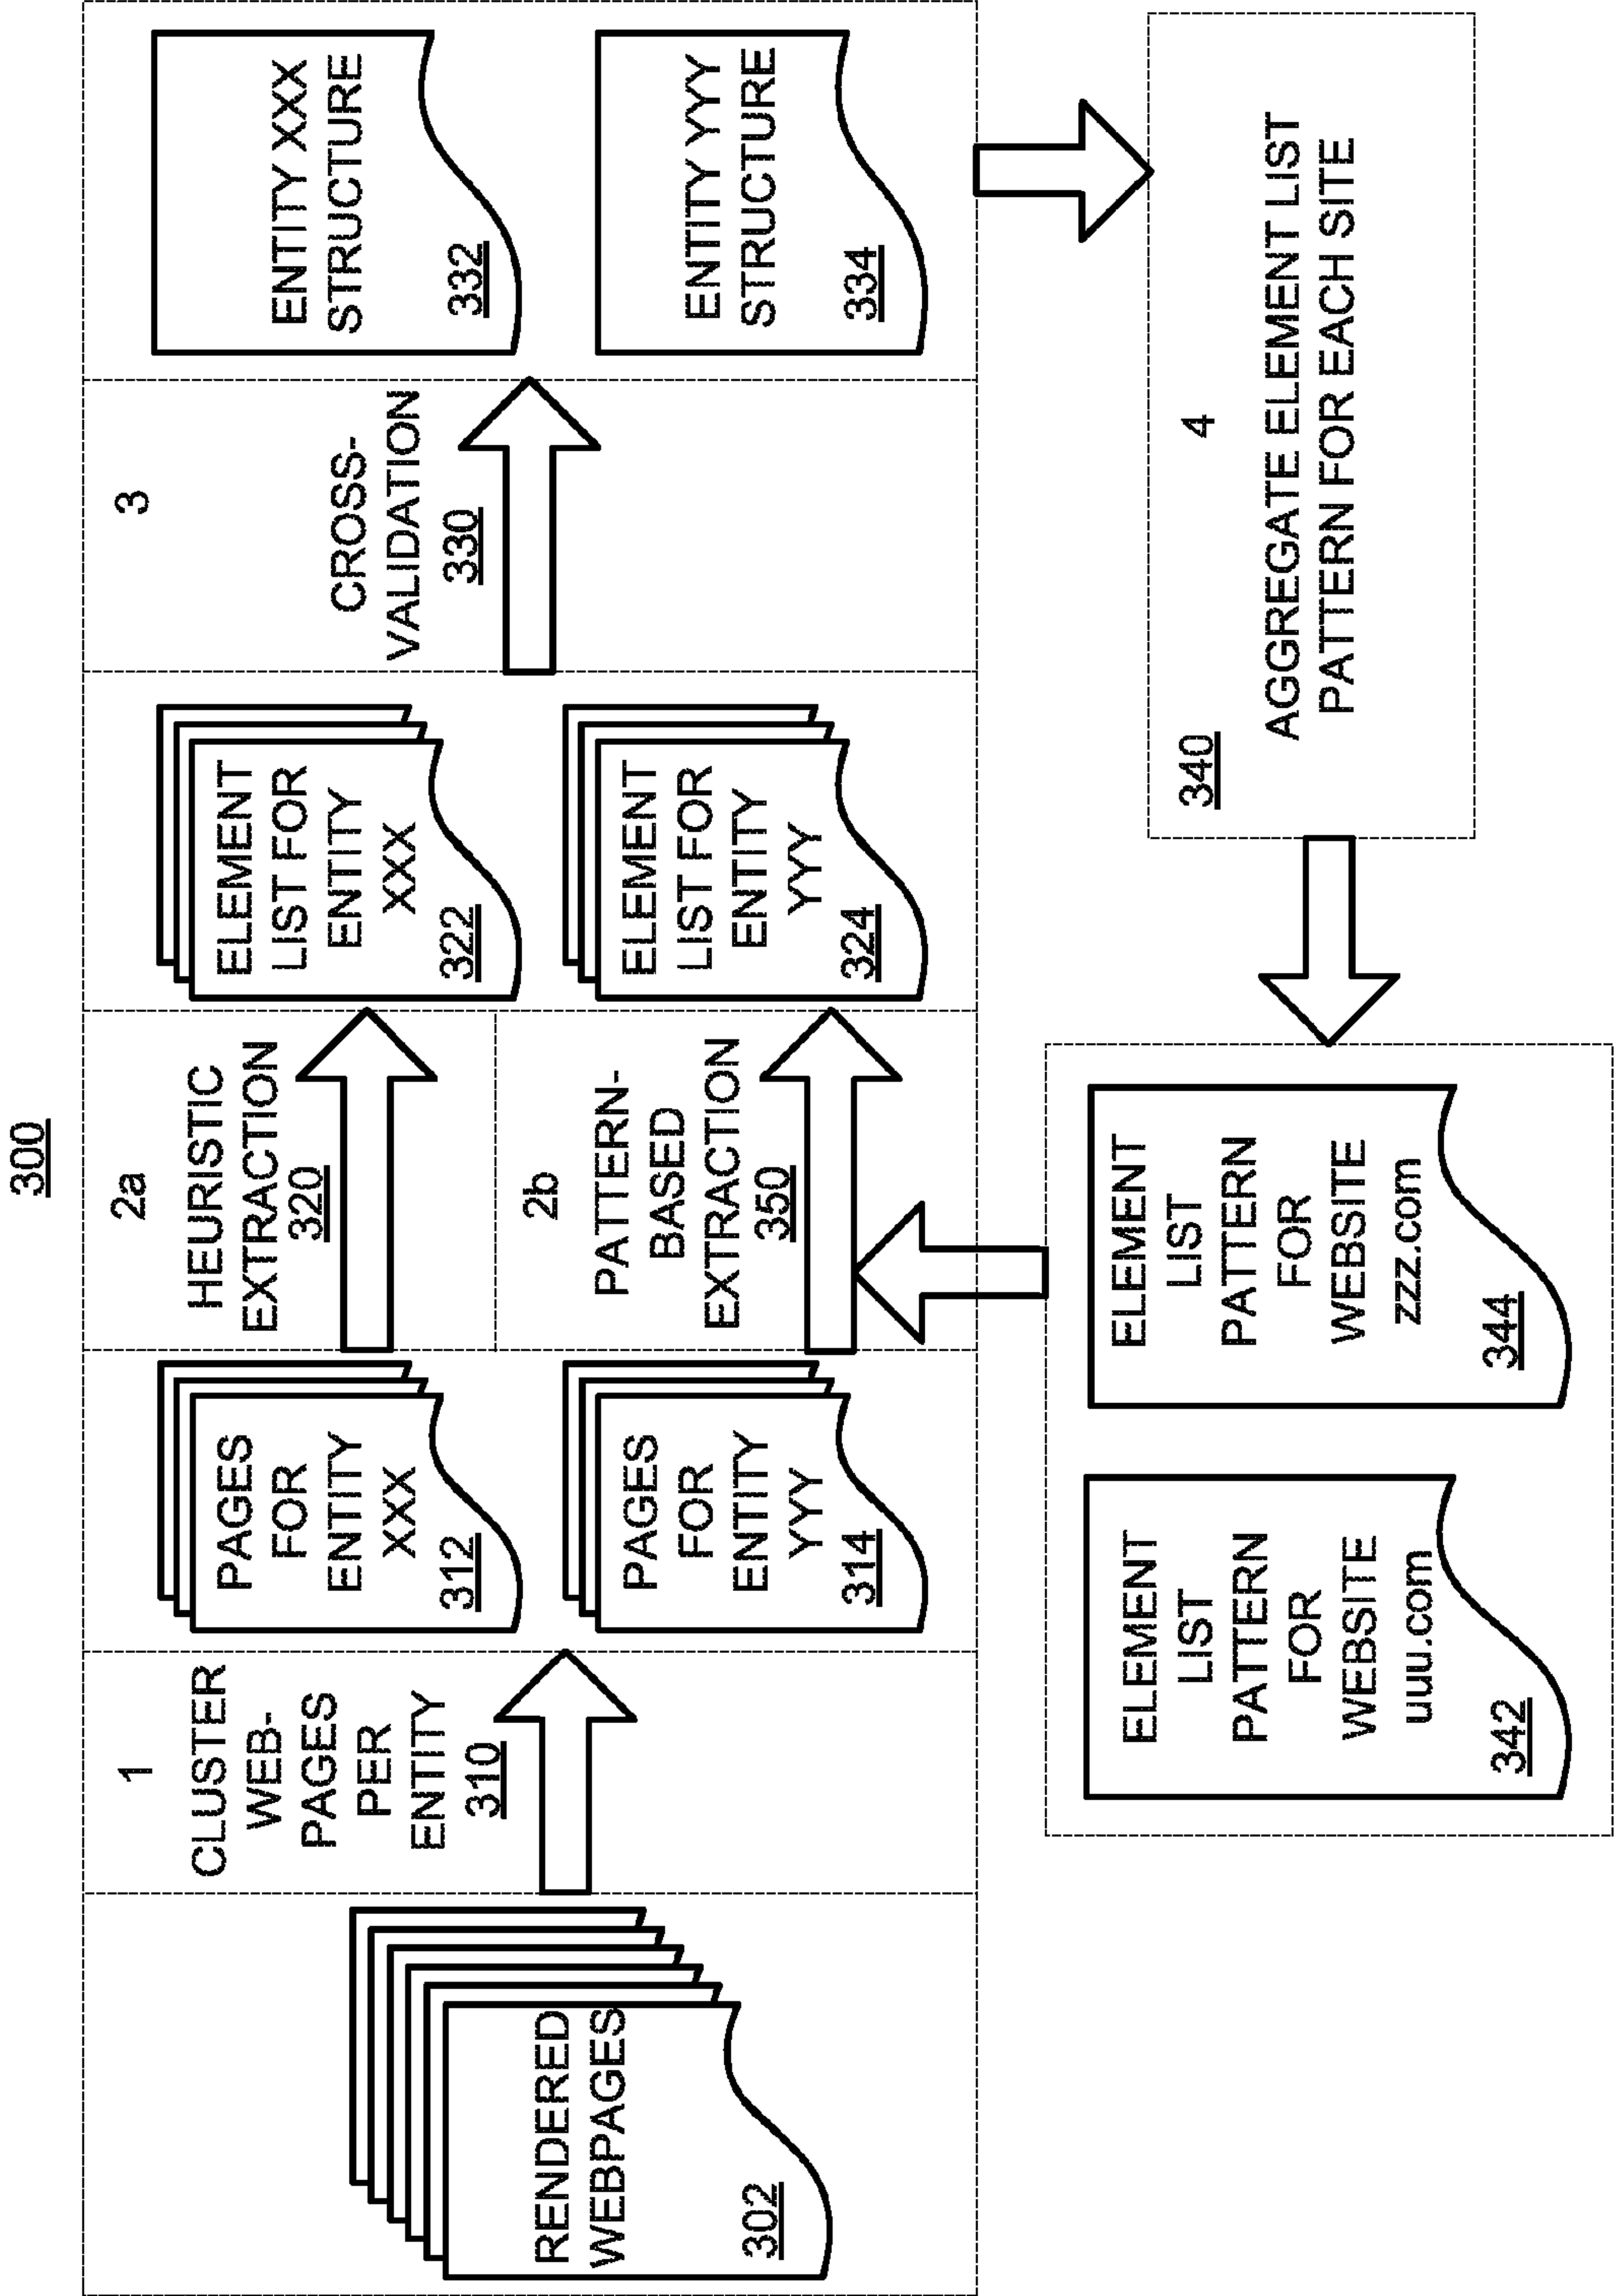 300
RENDERED
WEBPAGES
302
1
CLUSTER
WEB-
PAGES
PER
ENTITY
310
PAGES
FOR
ENTITY
XXX
312
PAGES
FOR
ENTITY
YYY
314
2a
HEURISTIC
EXTRACTION
320
2b
PATTERN-
BASED
EXTRACTION
350
ELEMENT
LIST FOR
ENTITY
XXX
322
ELEMENT
LIST FOR
ENTITY
YYY
324
3
CROSS-
VALIDATION
330
ENTITY XXX
STRUCTURE
332
ENTITY YYY
STRUCTURE
334
ELEMENT
LIST
PATTERN
FOR
WEBSITE
uuu.com
342
ELEMENT
LIST
PATTERN
FOR
WEBSITE
zzz.com
344
340
4
AGGREGATE ELEMENT LIST
PATTERN FOR EACH SITE